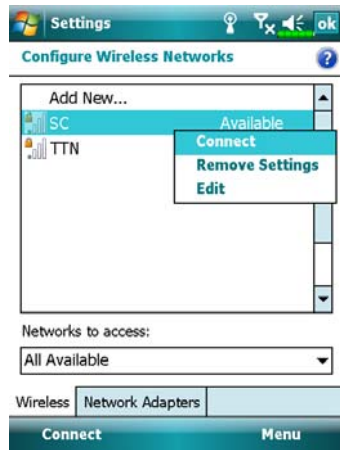 Settings ok
Configure Wireless Networks ?
Add New...
SC Available
TTN
Connect
Remove Settings
Edit
Networks to access:
All Available
Wireless Network Adapters
Connect Menu